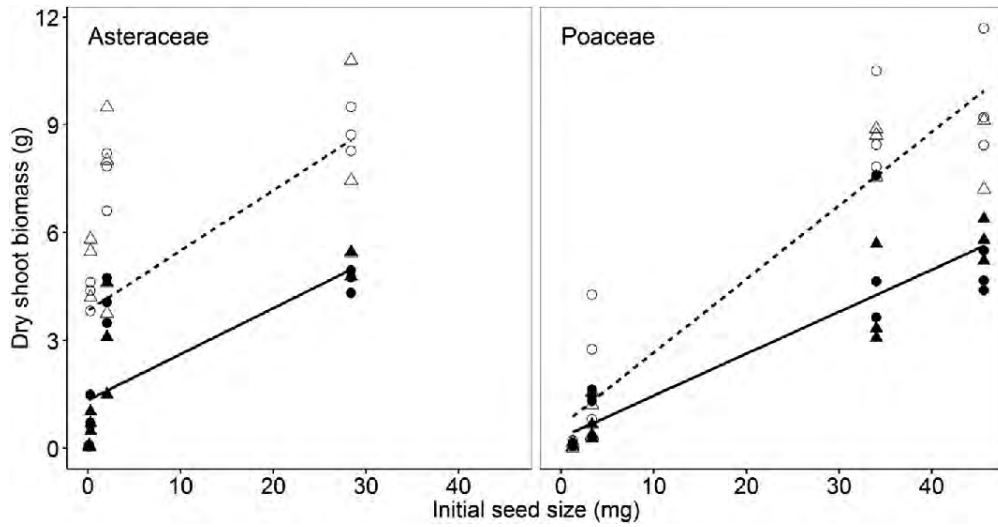 Asteraceae
Poaceae
Dry shoot biomass (g)
12
9
6
3
0
0 10 20 30 40
0 10 20 30 40
Initial seed size (mg)